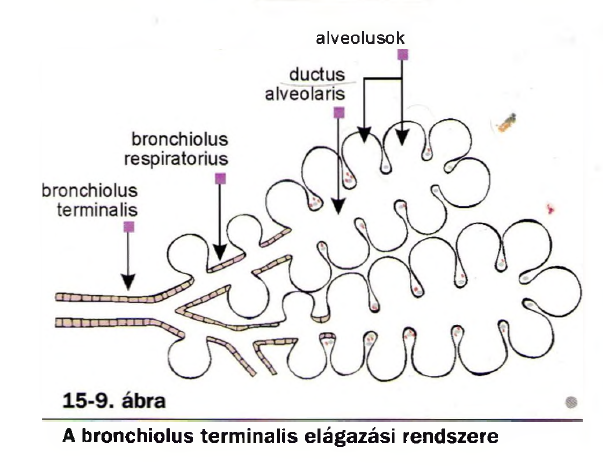 alveolusok
ductus
alveolaris
bronchiolus
respiratorius
bronchiolus
terminalis
15-9. ábra
A bronchiolus terminalis elágazási rendszere